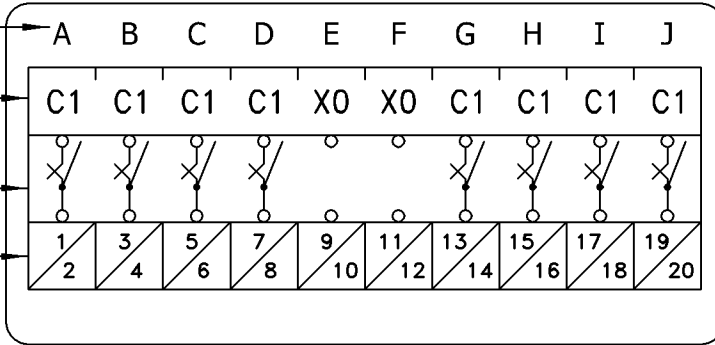 A B C D E F G H I J
C1 C1 C1 C1 X0 X0 C1 C1 C1 C1
1 3 5 7 9 11 13 15 17 19
2 4 6 8 10 12 14 16 18 20